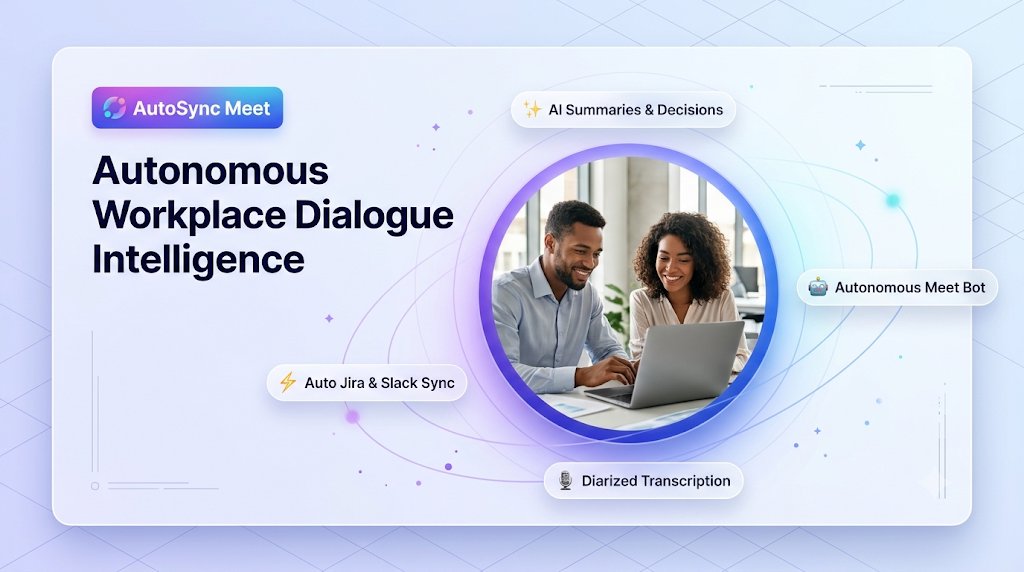 AutoSync Meet
Autonomous
Workplace Dialogue
Intelligence
AI Summaries & Decisions
Autonomous Meet Bot
Auto Jira & Slack Sync
Diarized Transcription